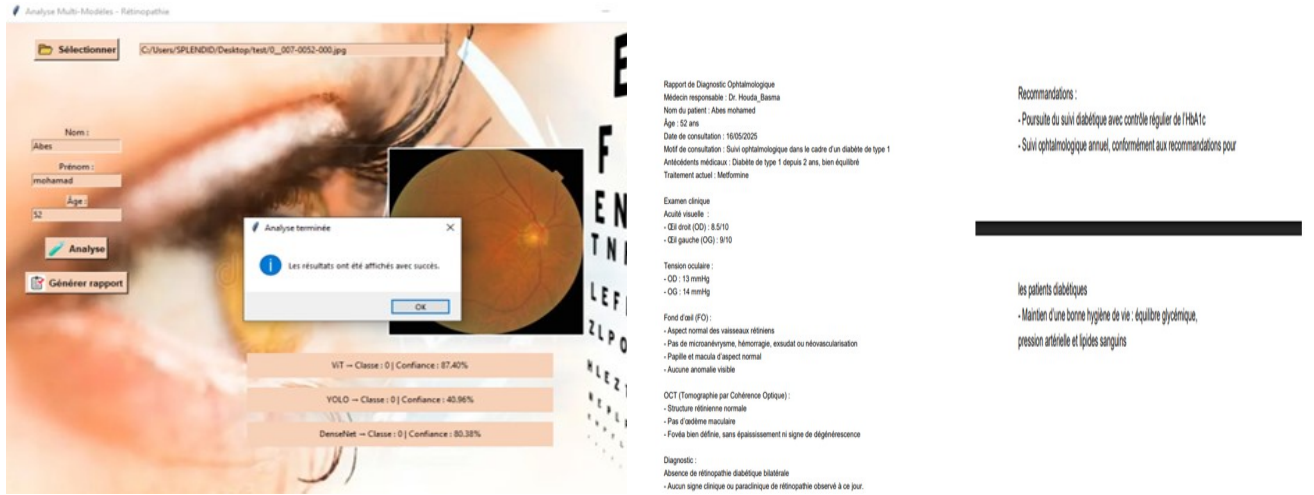 Analyse Multi-Modèles - Rétinopathie
Sélectionner
C:/Users/SPLENDID/Desktop/test/0__007-0052-000.jpg
Nom :
Abes
Prénom :
mohamad
Âge :
52
Analyse
Générer rapport
Analyse terminée
Les résultats ont été affichés avec succès.
OK
ViT → Classe : 0 | Confiance : 87.40%
YOLO → Classe : 0 | Confiance : 40.96%
DenseNet → Classe : 0 | Confiance : 80.38%
E
F
E N
T N
L E F
Z L P O
Rapport de Diagnostic Ophtalmologique
Médecin responsable : Dr. Houda_Basma
Nom du patient : Abes mohamed
Âge : 52 ans
Date de consultation : 16/05/2025
Motif de consultation : Suivi ophtalmologique dans le cadre d'un diabète de type 1
Antécédents médicaux : Diabète de type 1 depuis 2 ans, bien équilibré
Traitement actuel : Metformine
Examen clinique
Acuité visuelle :
- Œil droit (OD) : 8.5/10
- Œil gauche (OG) : 9/10
Tension oculaire :
- OD : 13 mmHg
- OG : 14 mmHg
Fond d'œil (FO) :
- Aspect normal des vaisseaux rétiniens
- Pas de microanévrysme, hémorragie, exsudat ou néovascularisation
- Papille et macula d'aspect normal
- Aucune anomalie visible
OCT (Tomographie par Cohérence Optique) :
- Structure rétinienne normale
- Pas d'œdème maculaire
- Fovéa bien définie, sans épaississement ni signe de dégénérescence
Diagnostic :
Absence de rétinopathie diabétique bilatérale
- Aucun signe clinique ou paraclinique de rétinopathie observé à ce jour.
Recommandations :
- Poursuite du suivi diabétique avec contrôle régulier de l'HbA1c
- Suivi ophtalmologique annuel, conformément aux recommandations pour
les patients diabétiques
- Maintien d'une bonne hygiène de vie : équilibre glycémique,
pression artérielle et lipides sanguins